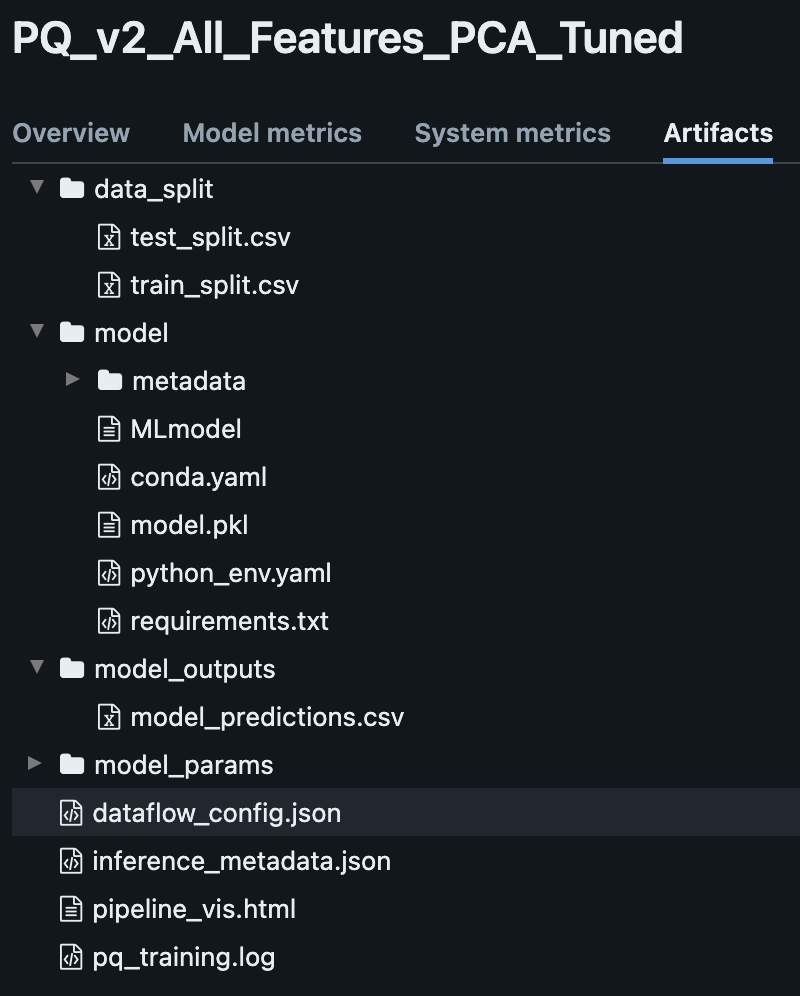 PQ_v2_All_Features_PCA_Tuned
Overview Model metrics System metrics Artifacts
data_split
test_split.csv
train_split.csv
model
metadata
MLmodel
conda.yaml
model.pkl
python_env.yaml
requirements.txt
model_outputs
model_predictions.csv
model_params
dataflow_config.json
inference_metadata.json
pipeline_vis.html
pq_training.log